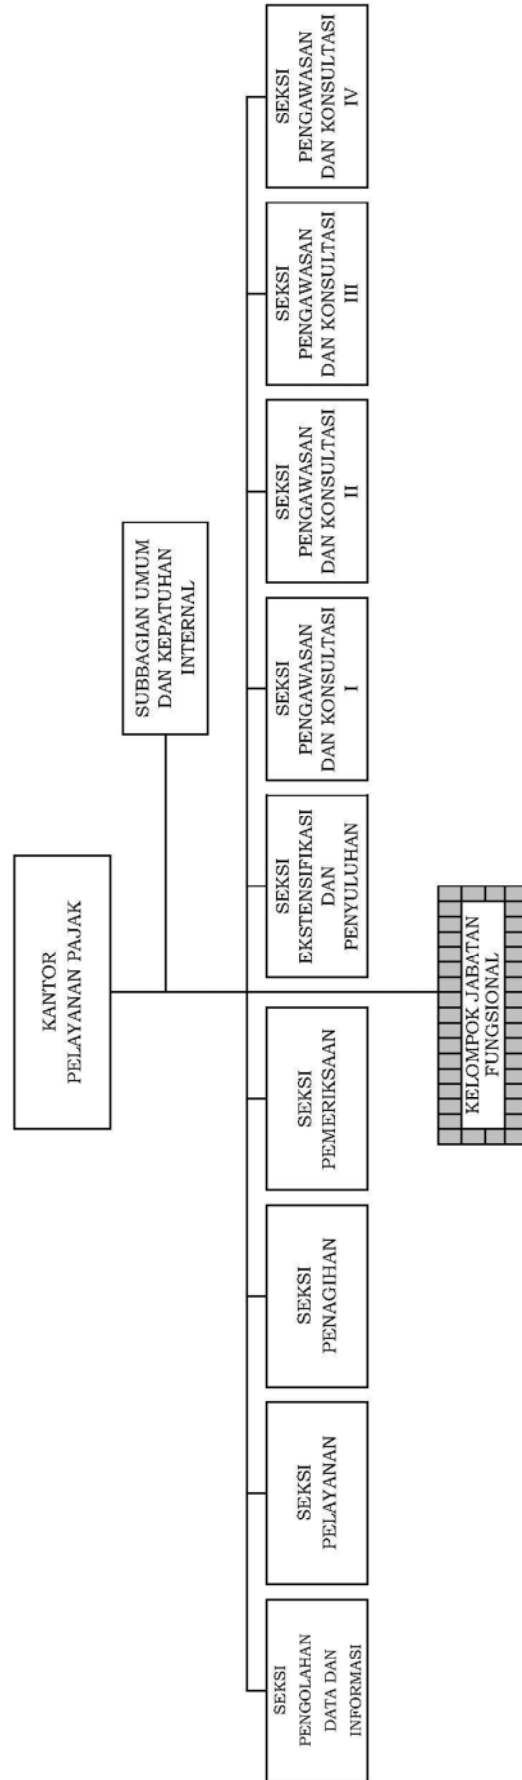 KANTOR
PELAYANAN PAJAK
SUBBAGIAN UMUM
DAN KEPATUHAN
INTERNAL
SEKSI
PENGOLAHAN
DATA DAN
INFORMASI
SEKSI
PELAYANAN
SEKSI
PENAGIHAN
SEKSI
PEMERIKSAAN
SEKSI
EKSTENSIFIKASI
DAN
PENYULUHAN
SEKSI
PENGAWASAN
DAN KONSULTASI
I
SEKSI
PENGAWASAN
DAN KONSULTASI
II
SEKSI
PENGAWASAN
DAN KONSULTASI
III
SEKSI
PENGAWASAN
DAN KONSULTASI
IV
KELOMPOK JABATAN
FUNGSIONAL